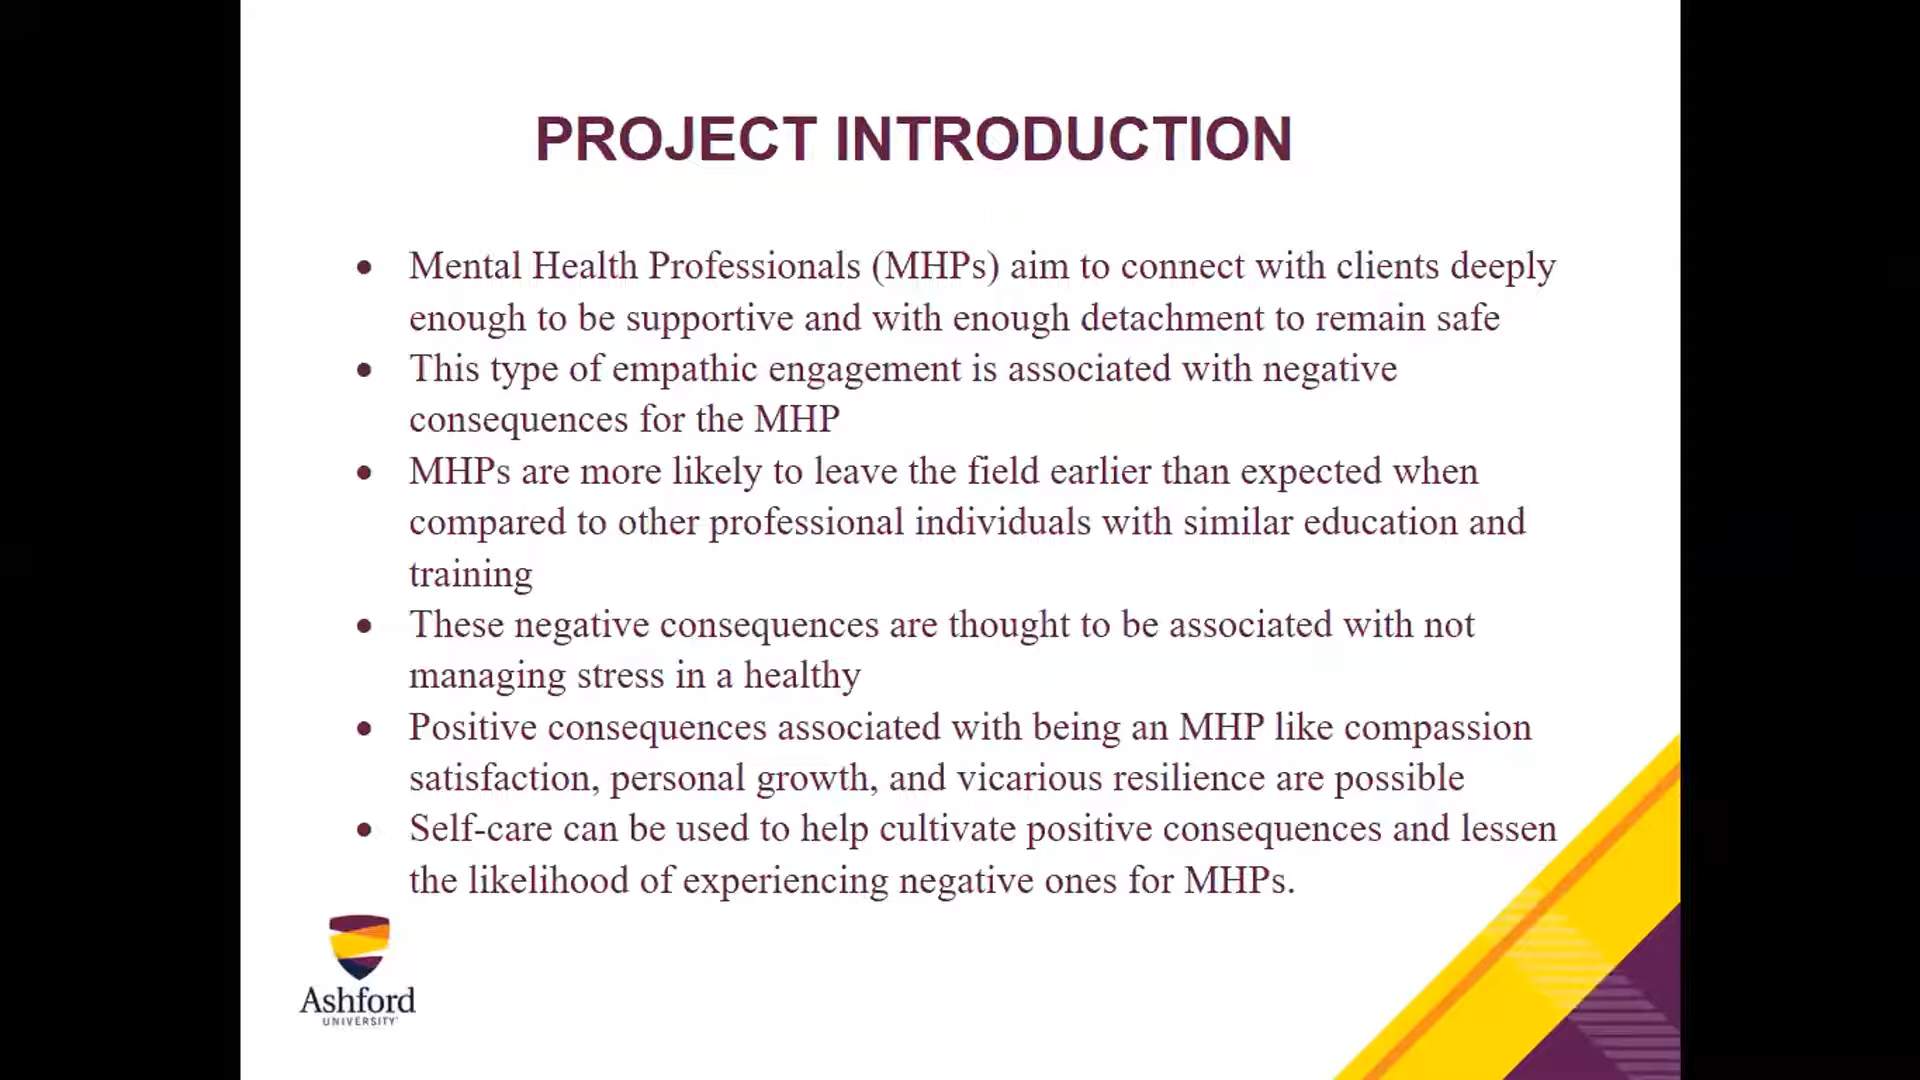 PROJECT INTRODUCTION
• Mental Health Professionals (MHPs) aim to connect with clients deeply
enough to be supportive and with enough detachment to remain safe
• This type of empathic engagement is associated with negative
consequences for the MHP
• MHPs are more likely to leave the field earlier than expected when
compared to other professional individuals with similar education and
training
• These negative consequences are thought to be associated with not
managing stress in a healthy
• Positive consequences associated with being an MHP like compassion
satisfaction, personal growth, and vicarious resilience are possible
• Self-care can be used to help cultivate positive consequences and lessen
the likelihood of experiencing negative ones for MHPs.
Ashford
UNIVERSITY